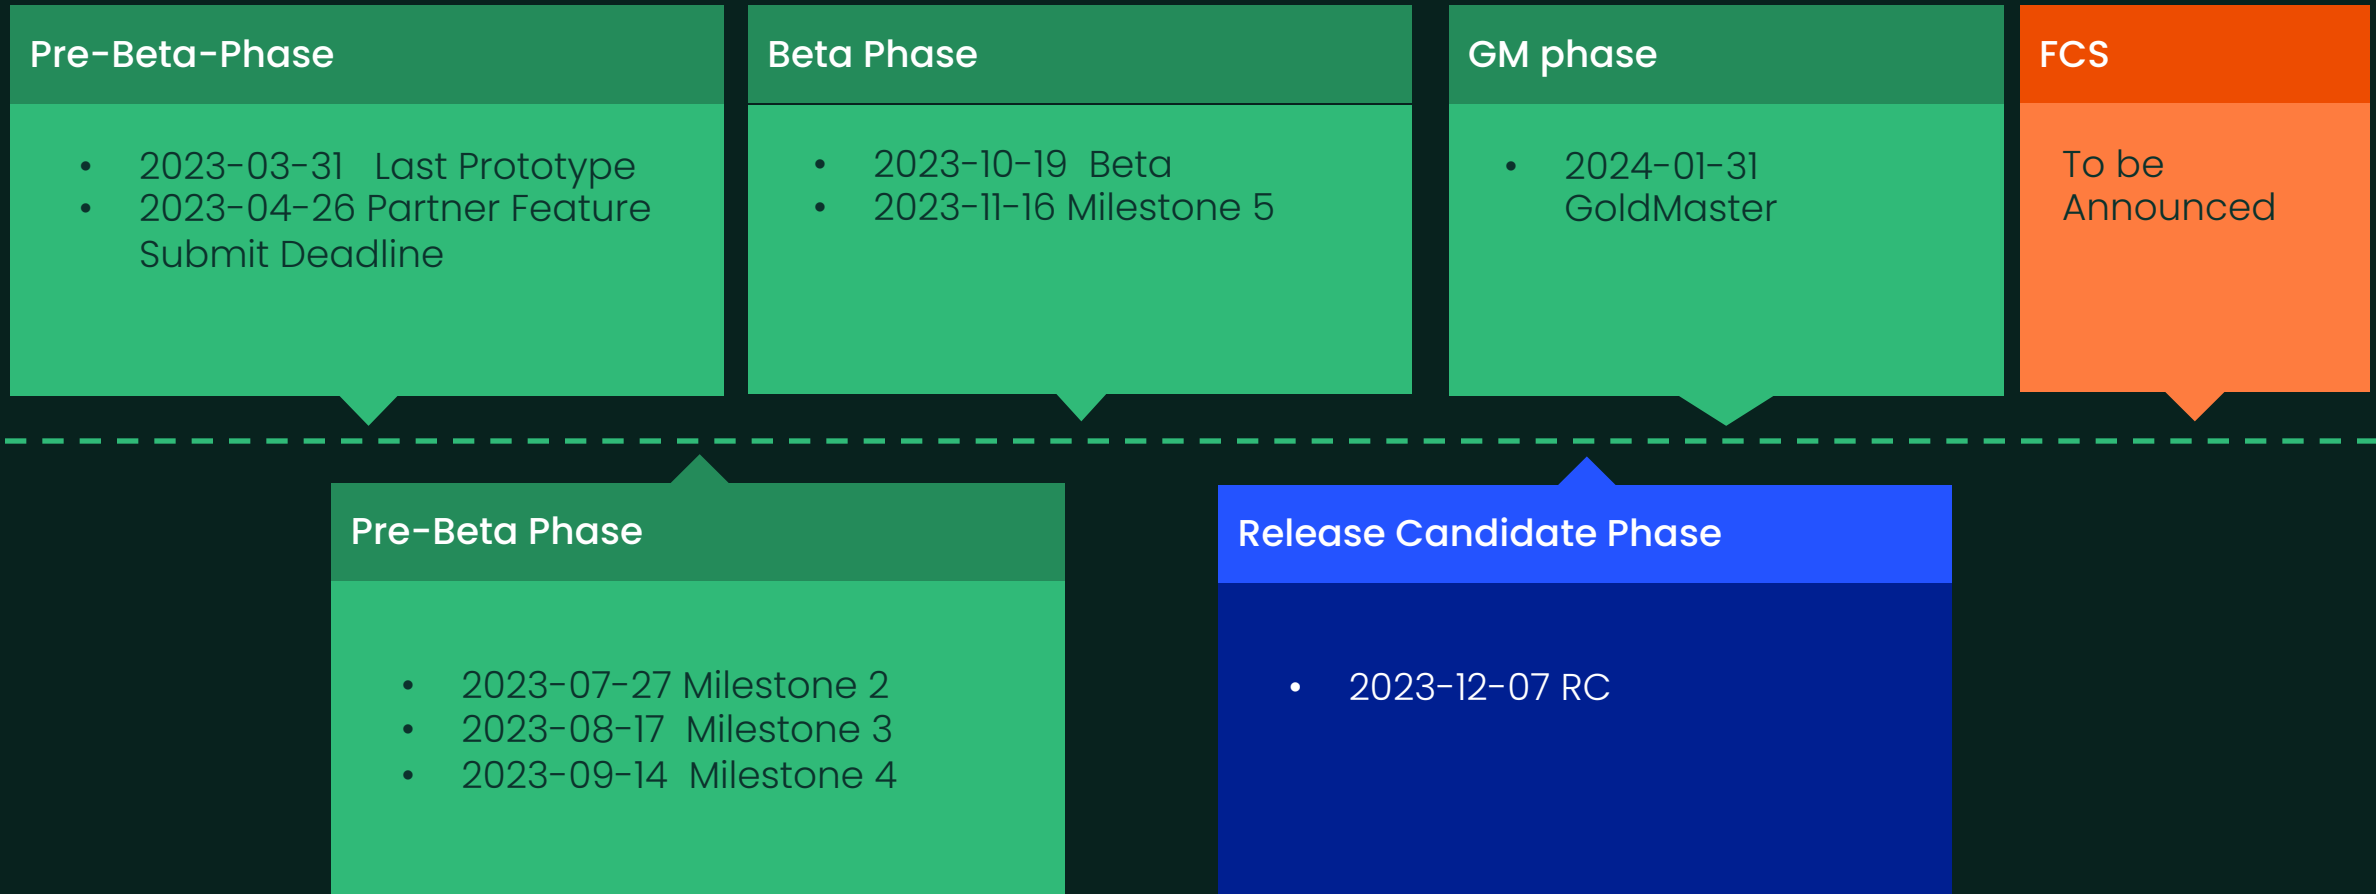 Pre-Beta-Phase
• 2023-03-31 Last Prototype
• 2023-04-26 Partner Feature
Submit Deadline
Beta Phase
• 2023-10-19 Beta
• 2023-11-16 Milestone 5
GM phase
• 2024-01-31
GoldMaster
FCS
To be
Announced
Pre-Beta Phase
• 2023-07-27 Milestone 2
• 2023-08-17 Milestone 3
• 2023-09-14 Milestone 4
Release Candidate Phase
• 2023-12-07 RC